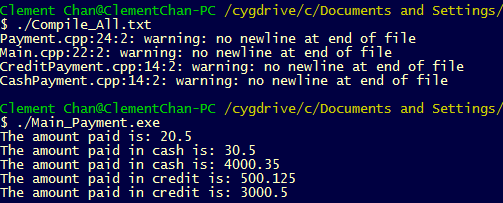 Clement Chan@ClementChan-PC /cygdrive/c/Documents and Settings/
$ ./Compile_All.txt
Payment.cpp:24:2: warning: no newline at end of file
Main.cpp:22:2: warning: no newline at end of file
CreditPayment.cpp:14:2: warning: no newline at end of file
CashPayment.cpp:14:2: warning: no newline at end of file
Clement Chan@ClementChan-PC /cygdrive/c/Documents and Settings/
$ ./Main_Payment.exe
The amount paid is: 20.5
The amount paid in cash is: 30.5
The amount paid in cash is: 4000.35
The amount paid in credit is: 500.125
The amount paid in credit is: 3000.5